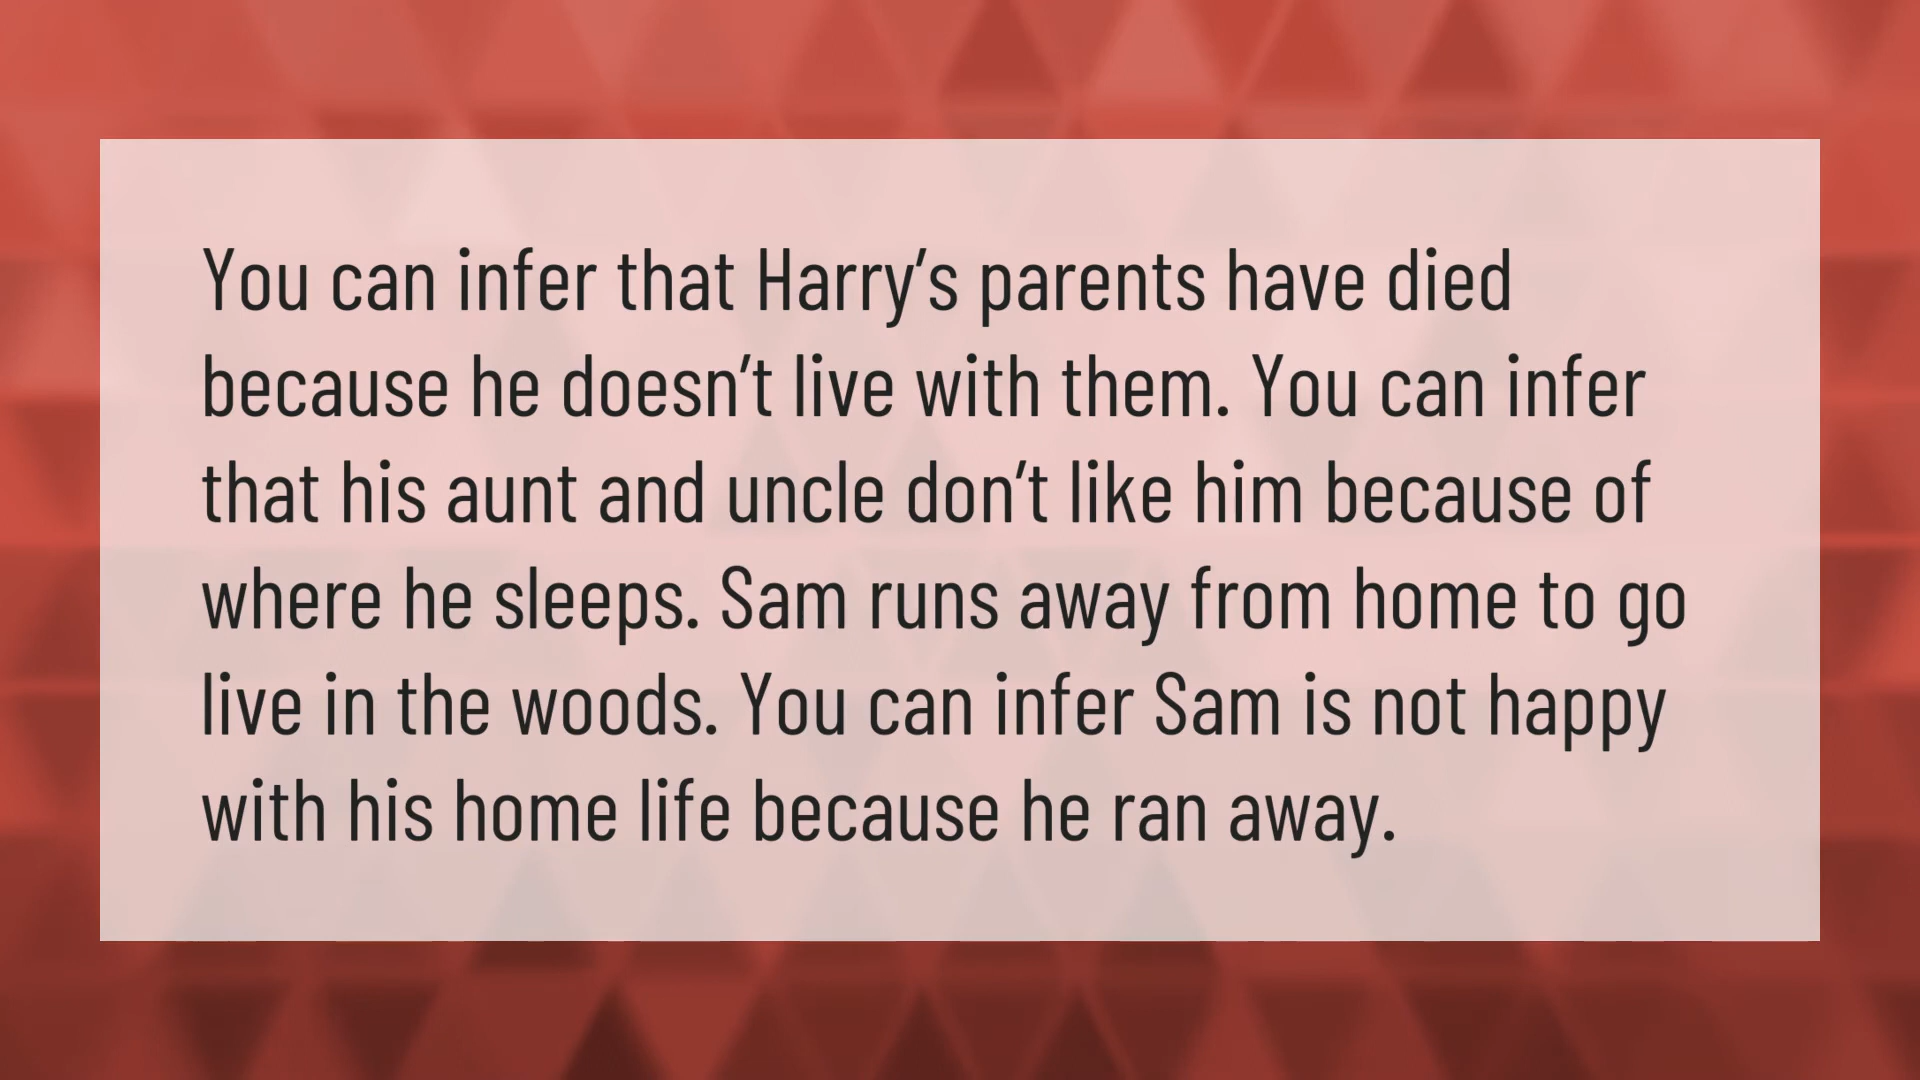 You can infer that Harry’s parents have died
because he doesn’t live with them. You can infer
that his aunt and uncle don’t like him because of
where he sleeps. Sam runs away from home to go
live in the woods. You can infer Sam is not happy
with his home life because he ran away.